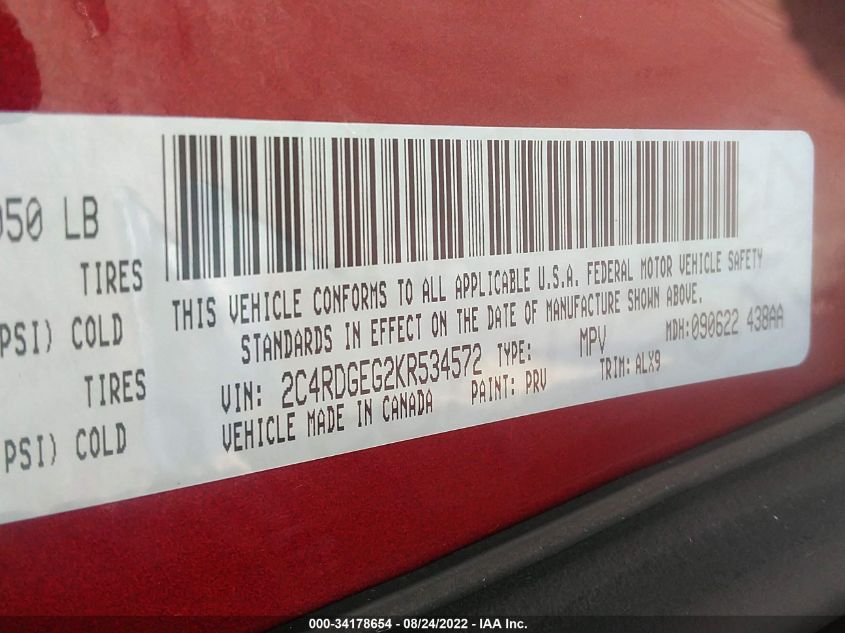 050 LB
TIRES
PSI) COLD
TIRES
PSI) COLD
THIS VEHICLE CONFORMS TO ALL APPLICABLE U.S.A. FEDERAL MOTOR VEHICLE SAFETY
STANDARDS IN EFFECT ON THE DATE OF MANUFACTURE SHOWN ABOVE.
MDH:090622 438AA
VIN: 2C4RDGEG2KR534572 TYPE: MPV
VEHICLE MADE IN CANADA PAINT: PRV TRIM: ALX9
000-34178654 - 08/24/2022 - IAA Inc.